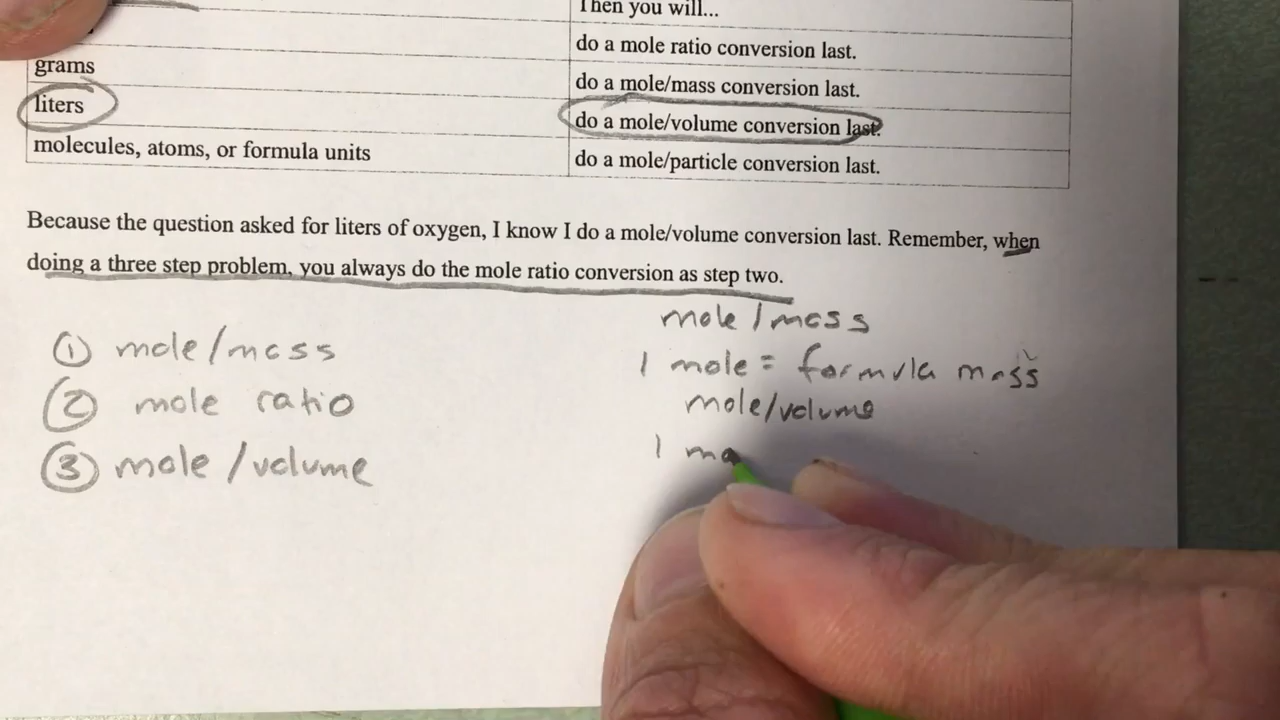 Then you will...
do a mole ratio conversion last.
grams
do a mole/mass conversion last.
liters
do a mole/volume conversion last.
molecules, atoms, or formula units
do a mole/particle conversion last.
Because the question asked for liters of oxygen, I know I do a mole/volume conversion last. Remember, when
doing a three step problem, you always do the mole ratio conversion as step two.
① mole/mass
② mole ratio
③ mole/volume
mole/mass
1 mole = formula mass
mole/volume
1 mo